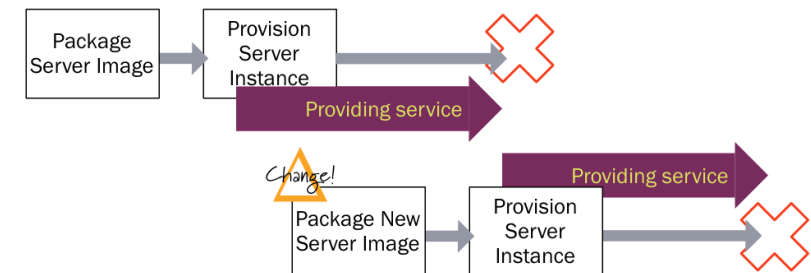 Package
Server Image
Provision
Server
Instance
Providing service
Change!
Providing service
Package New
Server Image
Provision
Server
Instance